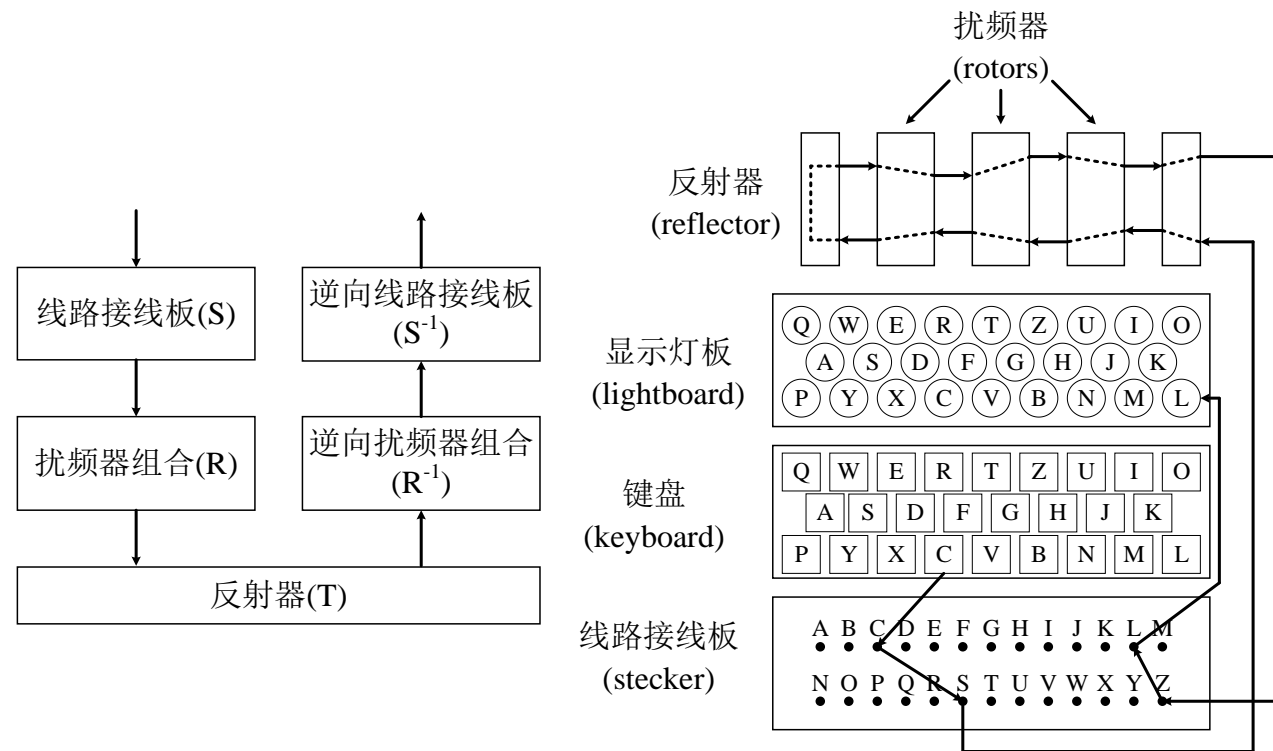 线路接线板(S)
扰频器组合(R)
反射器(T)
逆向线路接线板
(S⁻¹)
逆向扰频器组合
(R⁻¹)
扰频器
(rotors)
反射器
(reflector)
显示灯板
(lightboard)
Q W E R T Z U I O
A S D F G H J K
P Y X C V B N M L
键盘
(keyboard)
Q W E R T Z U I O
A S D F G H J K
P Y X C V B N M L
线路接线板
(stecker)
A B C D E F G H I J K L M
N O P Q R S T U V W X Y Z